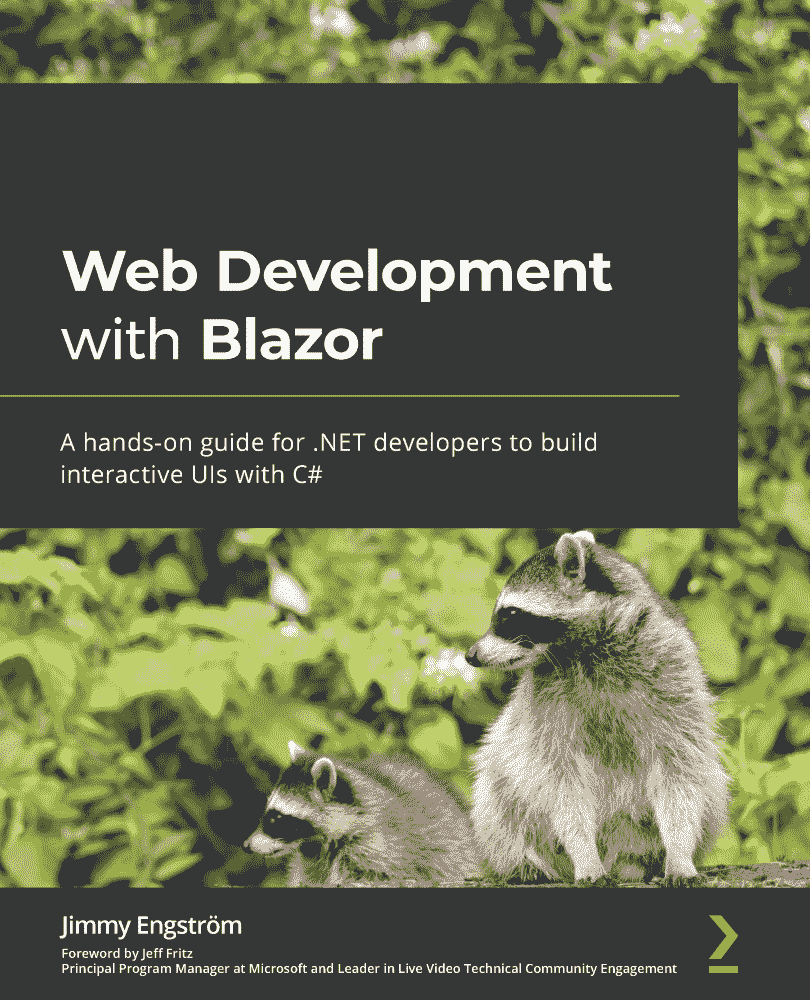 Web Development
with Blazor
A hands-on guide for .NET developers to build
interactive UIs with C#
Jimmy Engström
Foreword by Jeff Fritz
Principal Program Manager at Microsoft and Leader in Live Video Technical Community Engagement